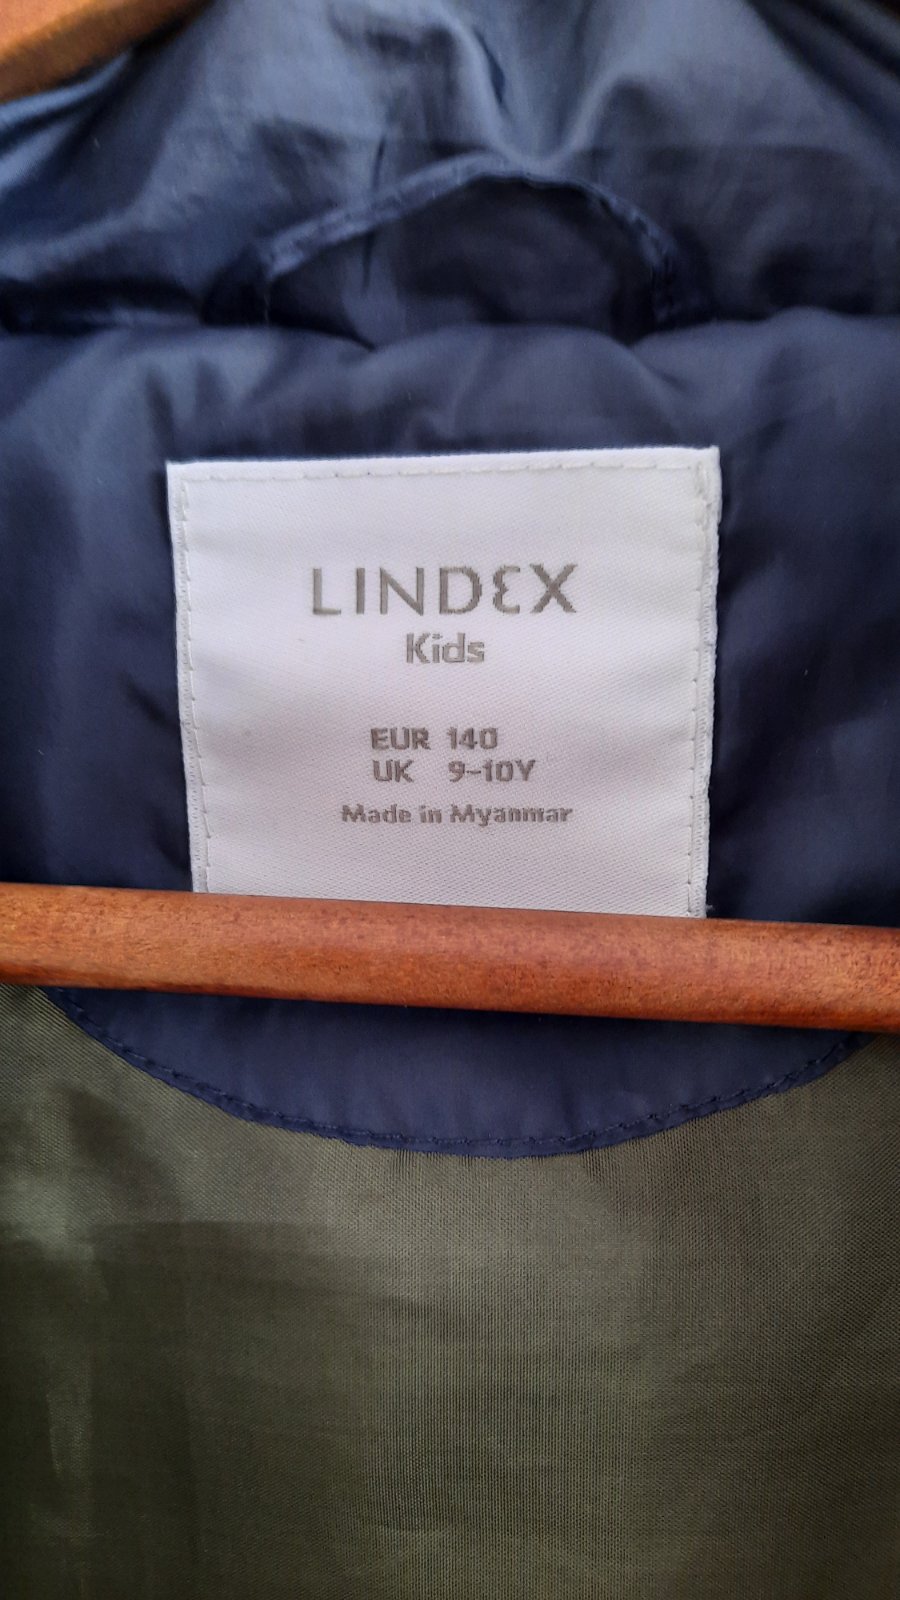 LINDEX
Kids
EUR 140
UK 9-10Y
Made in Myanmar